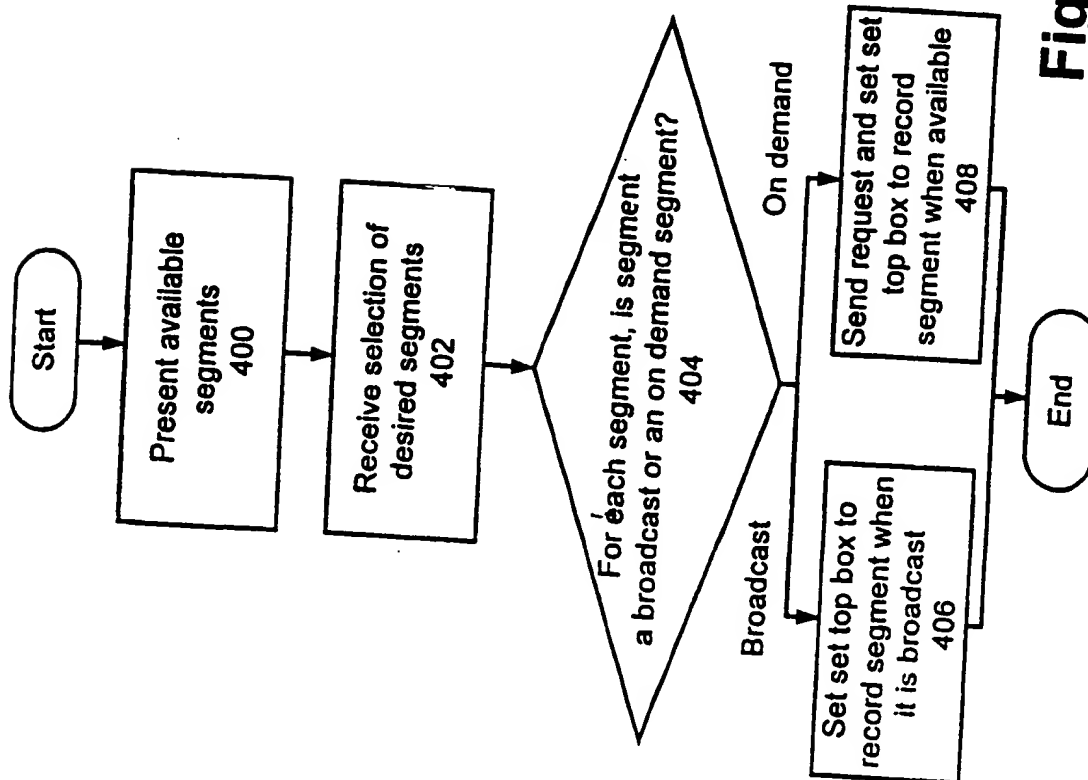 Start
Present available
segments
400
Receive selection of
desired segments
402
For each segment, is segment
a broadcast or an on demand segment?
404
Broadcast
On demand
Set set top box to
record segment when
it is broadcast
406
Send request and set set
top box to record
segment when available
408
End
Fig